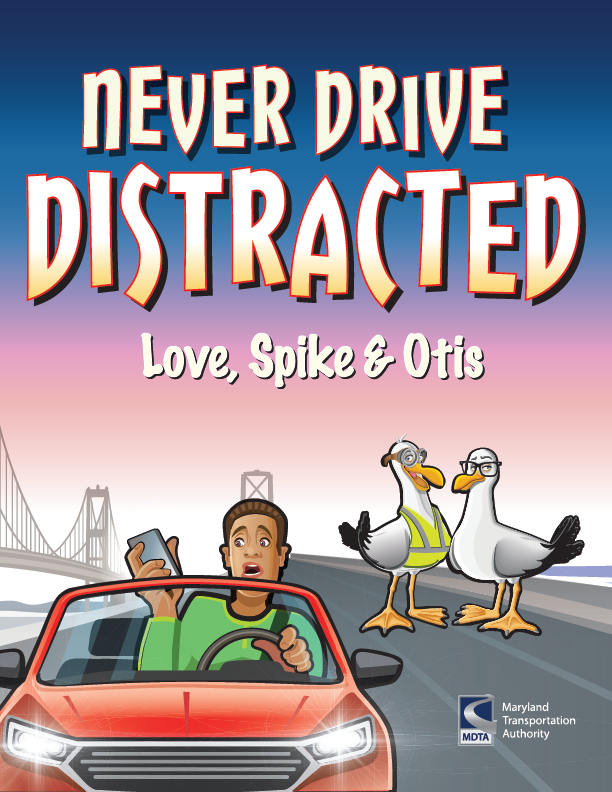 NEVER DRIVE
DISTRACTED
Love, Spike & Otis
Maryland
Transportation
Authority
MDTA